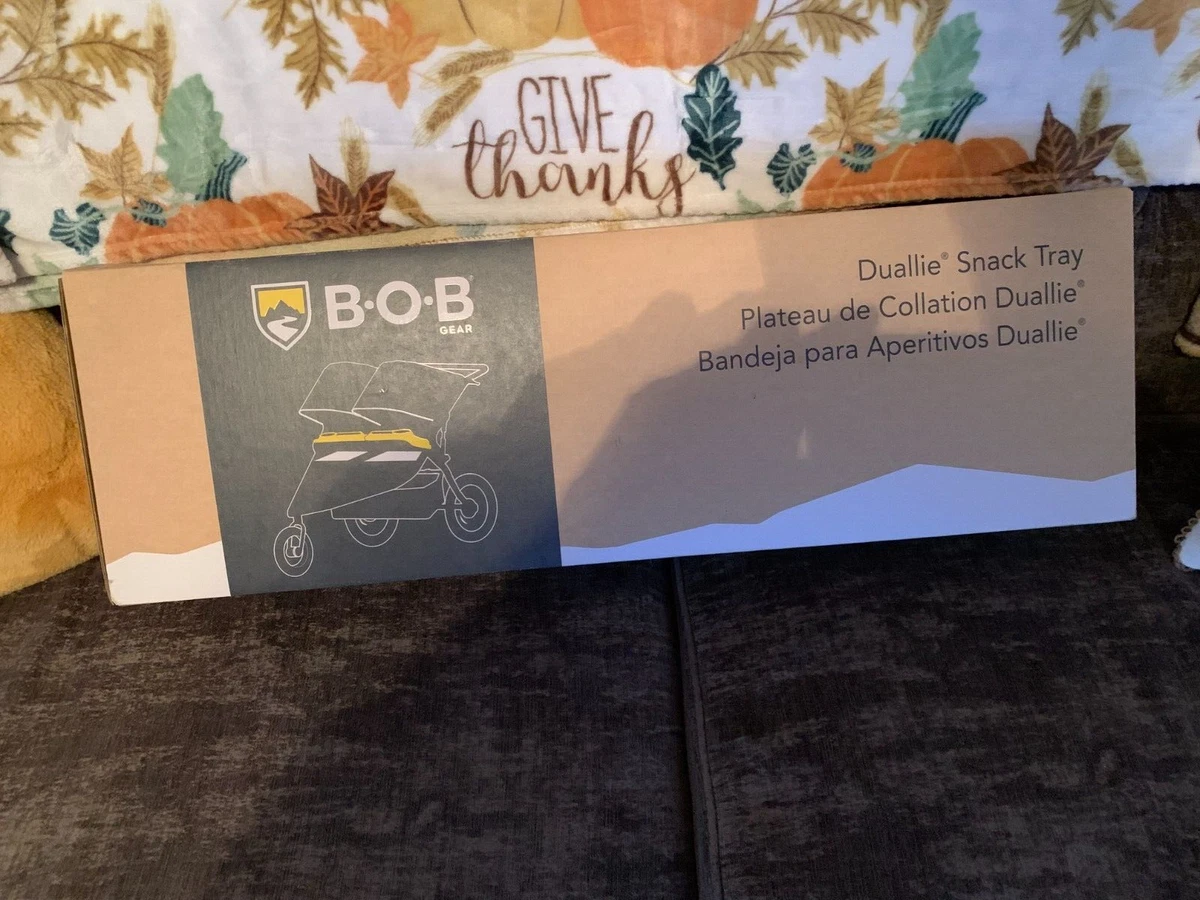 GIVE
thanks
B·O·B
GEAR
Duallie® Snack Tray
Plateau de Collation Duallie®
Bandeja para Aperitivos Duallie®